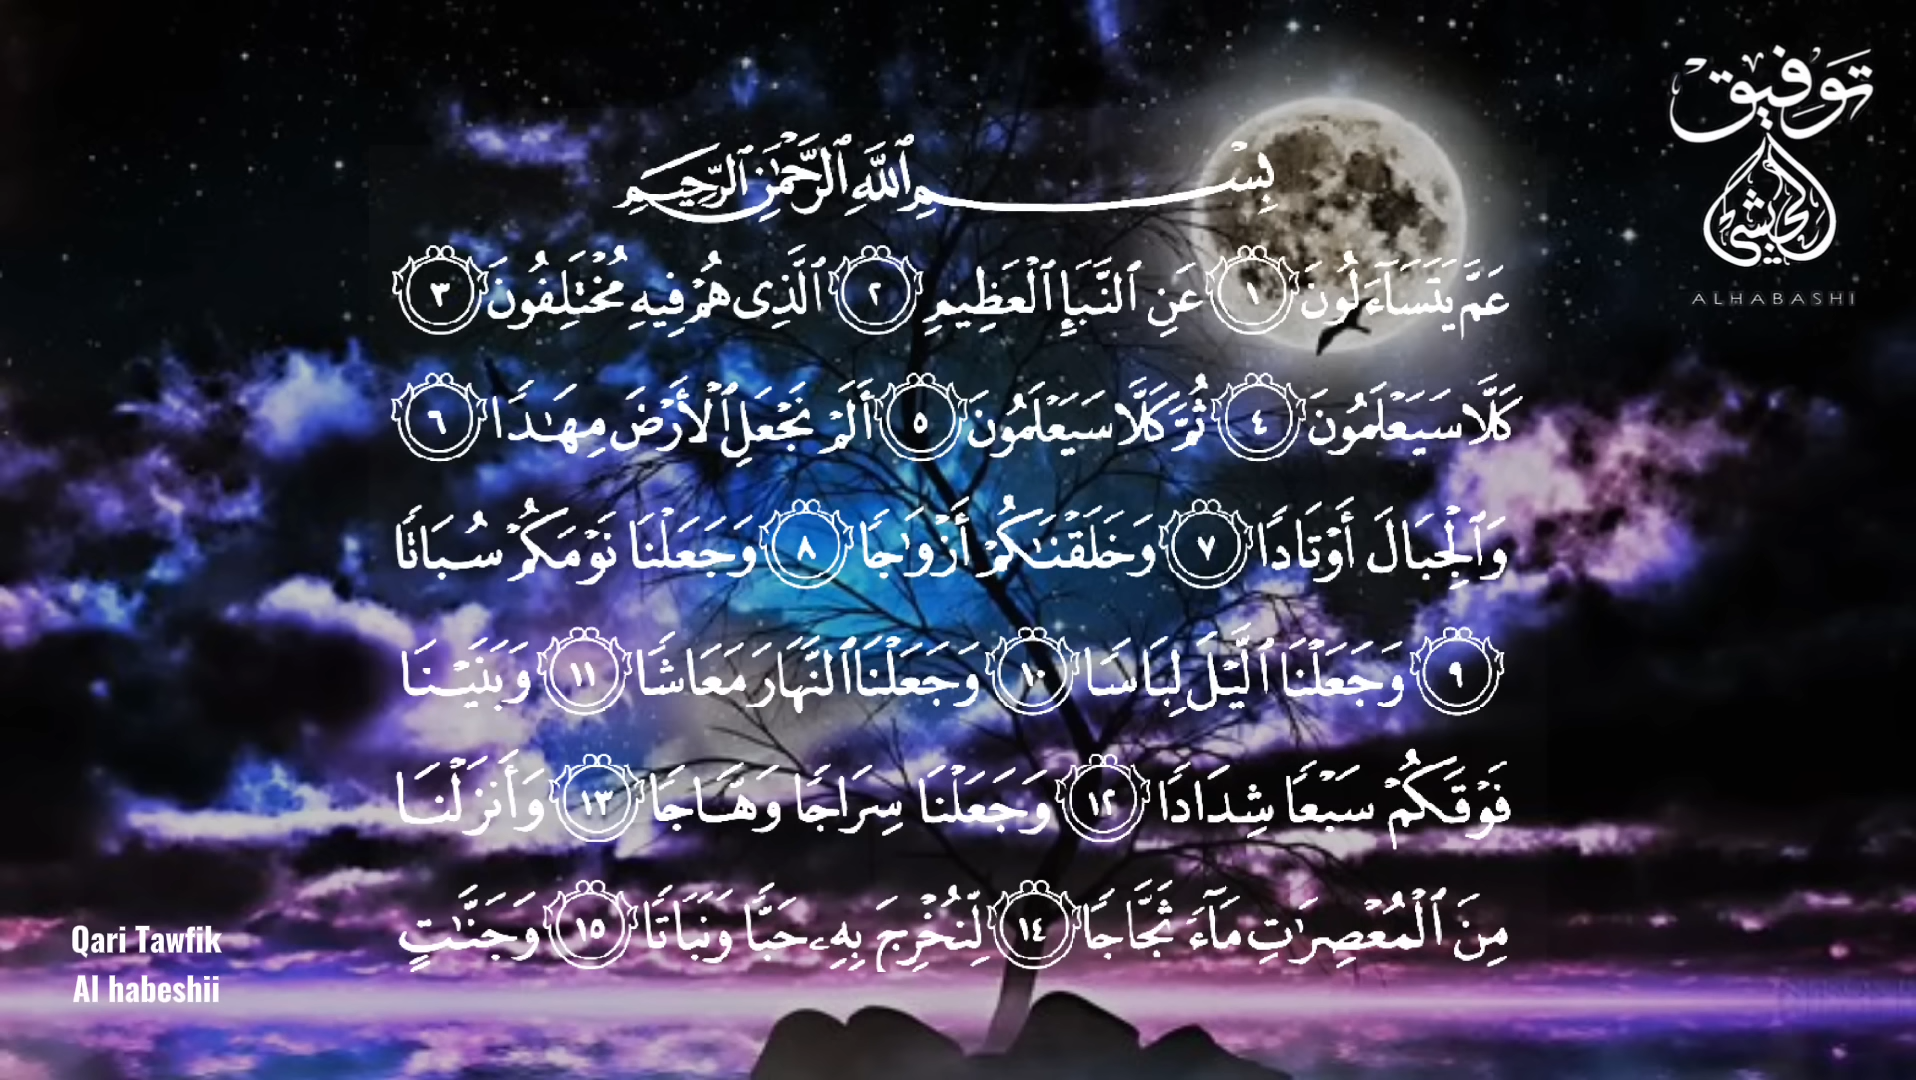 توفيق
الحبشي
ALHABASHI
بِسْمِ ٱللَّهِ ٱلرَّحْمَٰنِ ٱلرَّحِيمِ
عَمَّ يَتَسَآءَلُونَ ١ عَنِ ٱلنَّبَإِ ٱلْعَظِيمِ ٢ ٱلَّذِى هُمْ فِيهِ مُخْتَلِفُونَ ٣
كَلَّا سَيَعْلَمُونَ ٤ ثُمَّ كَلَّا سَيَعْلَمُونَ ٥ أَلَمْ نَجْعَلِ ٱلْأَرْضَ مِهَٰدًا ٦
وَٱلْجِبَالَ أَوْتَادًا ٧ وَخَلَقْنَٰكُمْ أَزْوَٰجًا ٨ وَجَعَلْنَا نَوْمَكُمْ سُبَاتًا
٩ وَجَعَلْنَا ٱلَّيْلَ لِبَاسًا ١٠ وَجَعَلْنَا ٱلنَّهَارَ مَعَاشًا ١١ وَبَنَيْنَا
فَوْقَكُمْ سَبْعًا شِدَادًا ١٢ وَجَعَلْنَا سِرَاجًا وَهَّاجًا ١٣ وَأَنزَلْنَا
مِنَ ٱلْمُعْصِرَٰتِ مَآءً ثَجَّاجًا ١٤ لِّنُخْرِجَ بِهِۦ حَبًّا وَنَبَاتًا ١٥ وَجَنَّٰتٍ
Qari Tawfik
Al habeshii